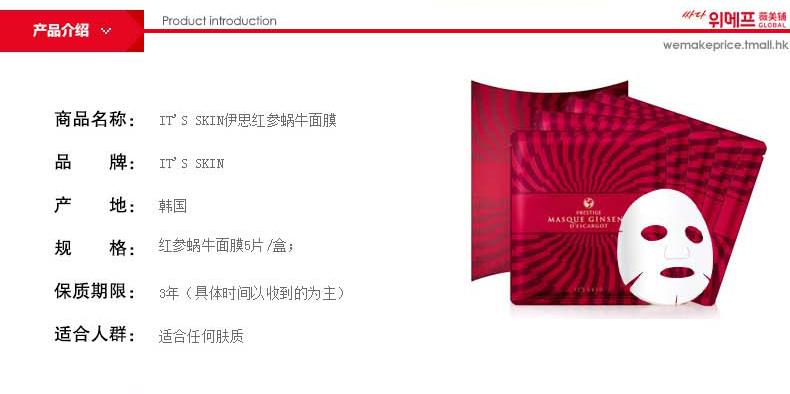 产品介绍
Product introduction
싸다 위메프 薇美铺 GLOBAL
wemakeprice.tmall.hk
商品名称： IT'S SKIN伊思红参蜗牛面膜
品 牌： IT'S SKIN
产 地： 韩国
规 格： 红参蜗牛面膜5片/盒；
保质期限： 3年（具体时间以收到的为主）
适合人群： 适合任何肤质
PRESTIGE
MASQUE GINSEN
D'ESCARGOT
IT'S SKIN